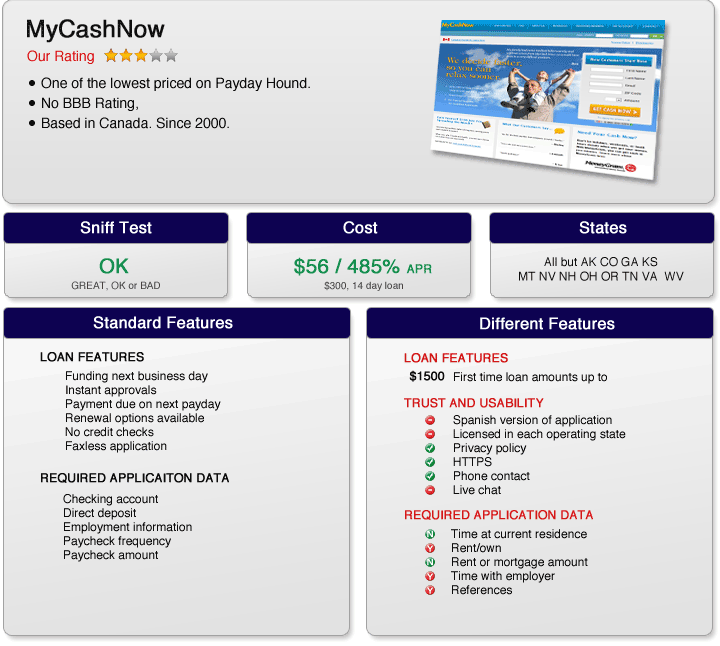 MyCashNow
Our Rating
One of the lowest priced on Payday Hound.
No BBB Rating,
Based in Canada. Since 2000.
MyCashNow
We
so you can
relax sooner.
New Customers Start Here
GET CASH NOW
Need Your Cash Now?
MoneyGram
Sniff Test
OK
GREAT, OK or BAD
Cost
$56 / 485% APR
$300, 14 day loan
States
All but AK CO GA KS
MT NV NH OH OR TN VA WV
Standard Features
LOAN FEATURES
Funding next business day
Instant approvals
Payment due on next payday
Renewal options available
No credit checks
Faxless application
REQUIRED APPLICAITON DATA
Checking account
Direct deposit
Employment information
Paycheck frequency
Paycheck amount
Different Features
LOAN FEATURES
$1500 First time loan amounts up to
TRUST AND USABILITY
Spanish version of application
Licensed in each operating state
Privacy policy
HTTPS
Phone contact
Live chat
REQUIRED APPLICATION DATA
N Time at current residence
Y Rent/own
N Rent or mortgage amount
Y Time with employer
Y References